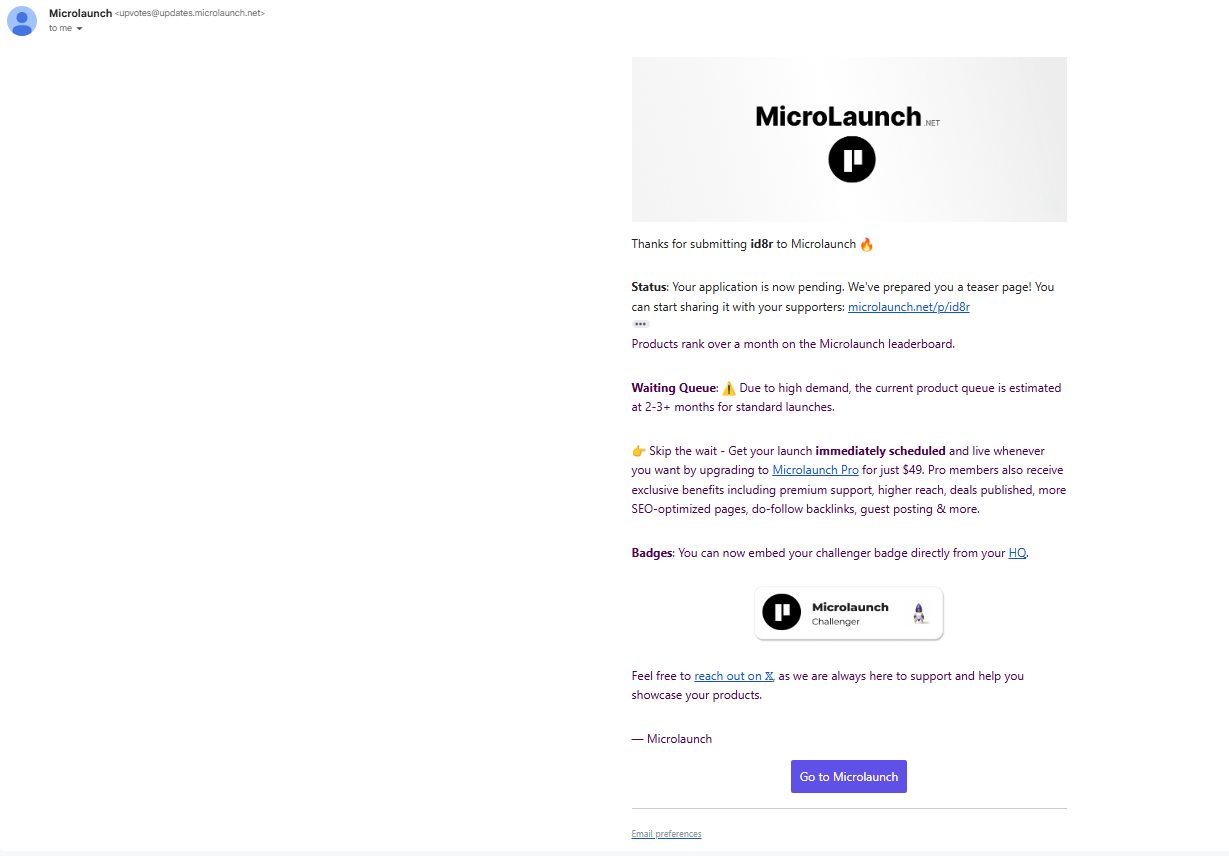 Microlaunch <upvotes@updates.microlaunch.net>
to me
MicroLaunch.NET
Thanks for submitting id8r to Microlaunch 🔥
Status: Your application is now pending. We've prepared you a teaser page! You
can start sharing it with your supporters: microlaunch.net/p/id8r
•••
Products rank over a month on the Microlaunch leaderboard.
Waiting Queue: ⚠️ Due to high demand, the current product queue is estimated
at 2-3+ months for standard launches.
👉 Skip the wait - Get your launch immediately scheduled and live whenever
you want by upgrading to Microlaunch Pro for just $49. Pro members also receive
exclusive benefits including premium support, higher reach, deals published, more
SEO-optimized pages, do-follow backlinks, guest posting & more.
Badges: You can now embed your challenger badge directly from your HQ.
Microlaunch
Challenger
Feel free to reach out on 𝕏, as we are always here to support and help you
showcase your products.
— Microlaunch
Go to Microlaunch
Email preferences